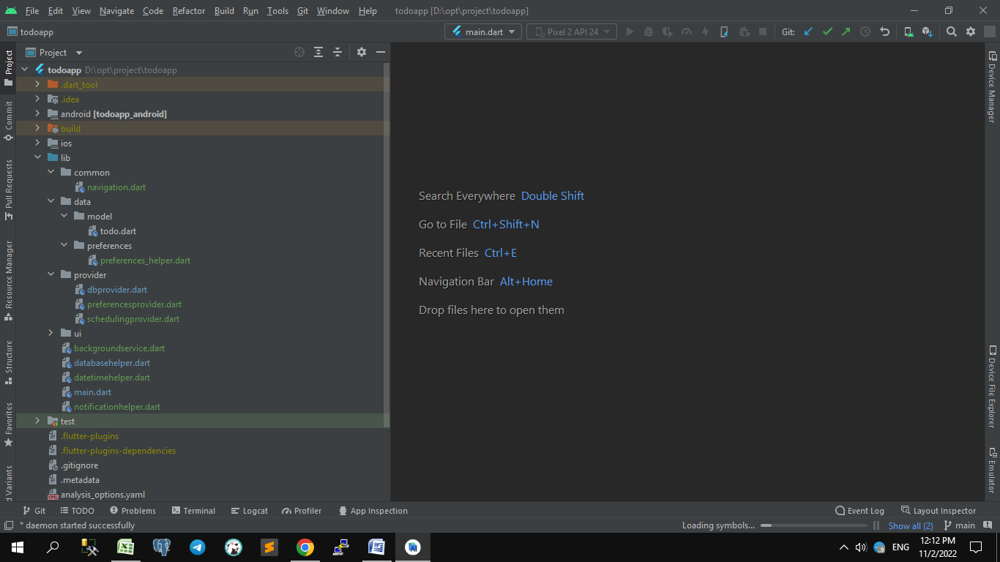 File Edit View Navigate Code Refactor Build Run Tools Git Window Help todoapp [D:\opt\project\todoapp]
todoapp main.dart Pixel 2 API 24 Git:
Project
todoapp D:\opt\project\todoapp
.dart_tool
.idea
android [todoapp_android]
build
ios
lib
common
navigation.dart
data
model
todo.dart
preferences
preferences_helper.dart
provider
dbprovider.dart
preferencesprovider.dart
schedulingprovider.dart
ui
backgroundservice.dart
databasehelper.dart
datetimehelper.dart
main.dart
notificationhelper.dart
test
.flutter-plugins
.flutter-plugins-dependencies
.gitignore
.metadata
analysis_options.yaml
Project
Commit
Pull Requests
Resource Manager
Structure
Favorites
d Variants
Search Everywhere Double Shift
Go to File Ctrl+Shift+N
Recent Files Ctrl+E
Navigation Bar Alt+Home
Drop files here to open them
Device Manager
Device File Explorer
Emulator
Git TODO Problems Terminal Logcat Profiler App Inspection Event Log Layout Inspector
* daemon started successfully Loading symbols... Show all (2) main
ENG
12:12 PM
11/2/2022